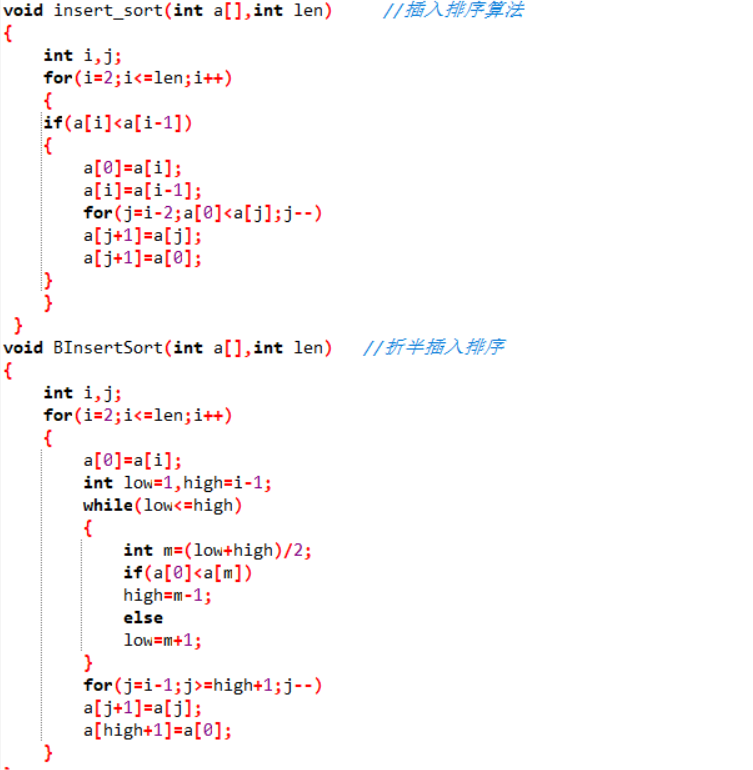 void insert_sort(int a[],int len)     //插入排序算法
{
    int i,j;
    for(i=2;i<=len;i++)
    {
    if(a[i]<a[i-1])
    {
        a[0]=a[i];
        a[i]=a[i-1];
        for(j=i-2;a[0]<a[j];j--)
        a[j+1]=a[j];
        a[j+1]=a[0];
    }
    }
 }
void BInsertSort(int a[],int len)   //折半插入排序
{
    int i,j;
    for(i=2;i<=len;i++)
    {
        a[0]=a[i];
        int low=1,high=i-1;
        while(low<=high)
        {
            int m=(low+high)/2;
            if(a[0]<a[m])
            high=m-1;
            else
            low=m+1;
        }
        for(j=i-1;j>=high+1;j--)
        a[j+1]=a[j];
        a[high+1]=a[0];
    }